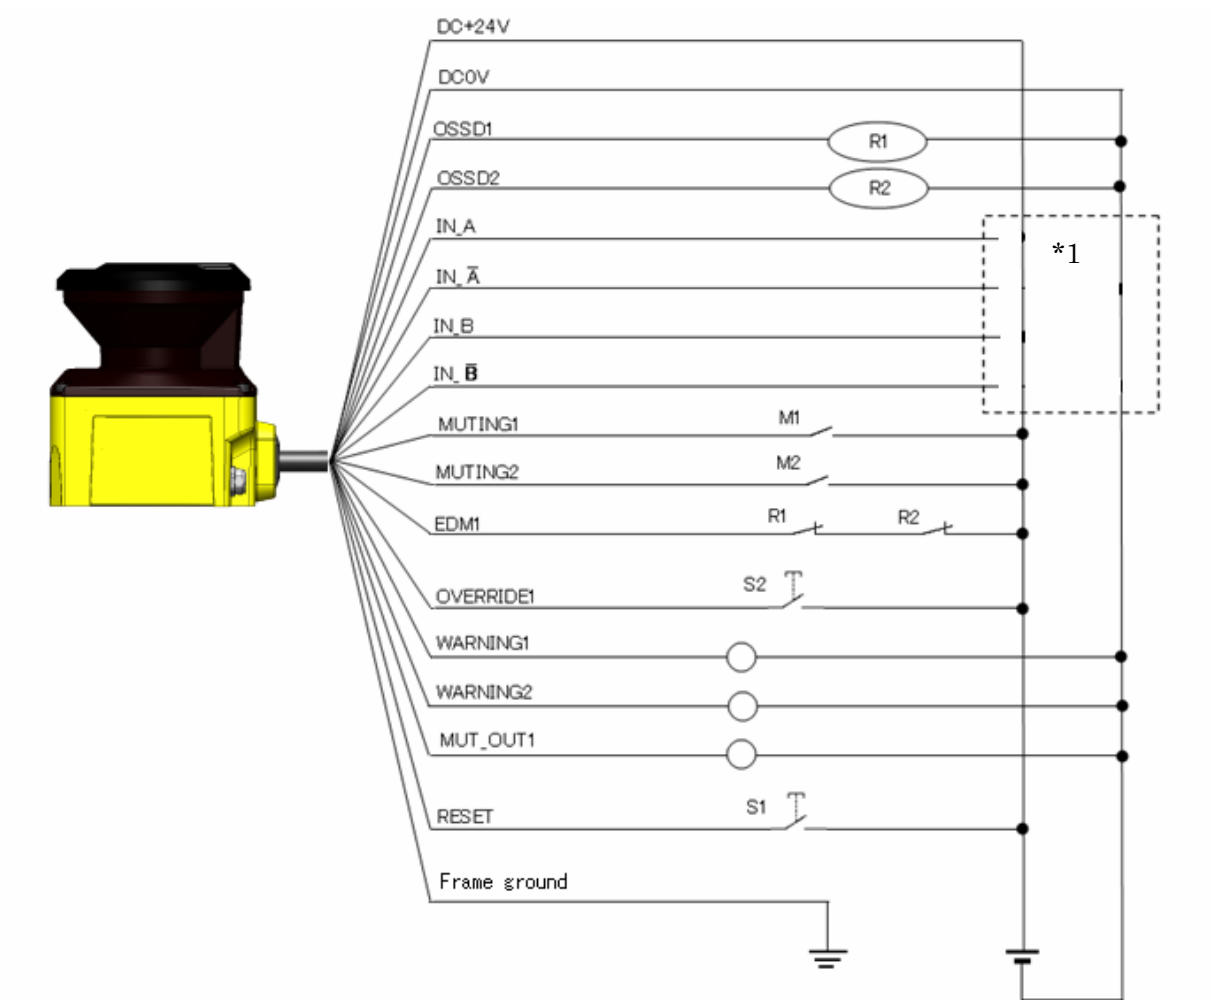 DC+24V
DC0V
OSSD1
R1
OSSD2
R2
IN_A
*1
IN_A̅
IN_B
IN_B̅
MUTING1
M1
MUTING2
M2
EDM1
R1
R2
OVERRIDE1
S2
WARNING1
WARNING2
MUT_OUT1
RESET
S1
Frame ground